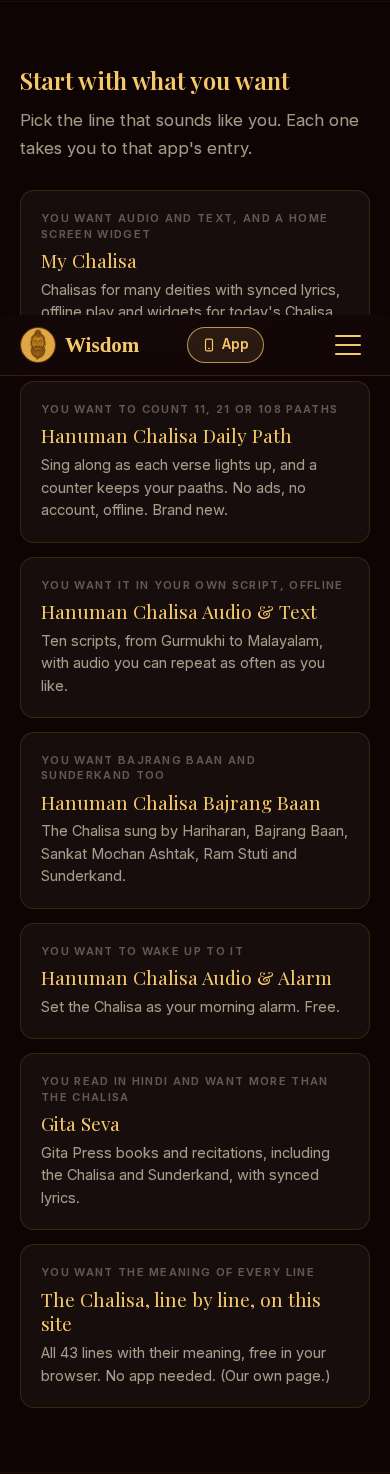 Start with what you want
Pick the line that sounds like you. Each one
takes you to that app's entry.
YOU WANT AUDIO AND TEXT, AND A HOME
SCREEN WIDGET
My Chalisa
Chalisas for many deities with synced lyrics,
offline play and widgets for today's Chalisa
Wisdom
App
YOU WANT TO COUNT 11, 21 OR 108 PAATHS
Hanuman Chalisa Daily Path
Sing along as each verse lights up, and a
counter keeps your paaths. No ads, no
account, offline. Brand new.
YOU WANT IT IN YOUR OWN SCRIPT, OFFLINE
Hanuman Chalisa Audio & Text
Ten scripts, from Gurmukhi to Malayalam,
with audio you can repeat as often as you
like.
YOU WANT BAJRANG BAAN AND
SUNDERKAND TOO
Hanuman Chalisa Bajrang Baan
The Chalisa sung by Hariharan, Bajrang Baan,
Sankat Mochan Ashtak, Ram Stuti and
Sunderkand.
YOU WANT TO WAKE UP TO IT
Hanuman Chalisa Audio & Alarm
Set the Chalisa as your morning alarm. Free.
YOU READ IN HINDI AND WANT MORE THAN
THE CHALISA
Gita Seva
Gita Press books and recitations, including
the Chalisa and Sunderkand, with synced
lyrics.
YOU WANT THE MEANING OF EVERY LINE
The Chalisa, line by line, on this
site
All 43 lines with their meaning, free in your
browser. No app needed. (Our own page.)